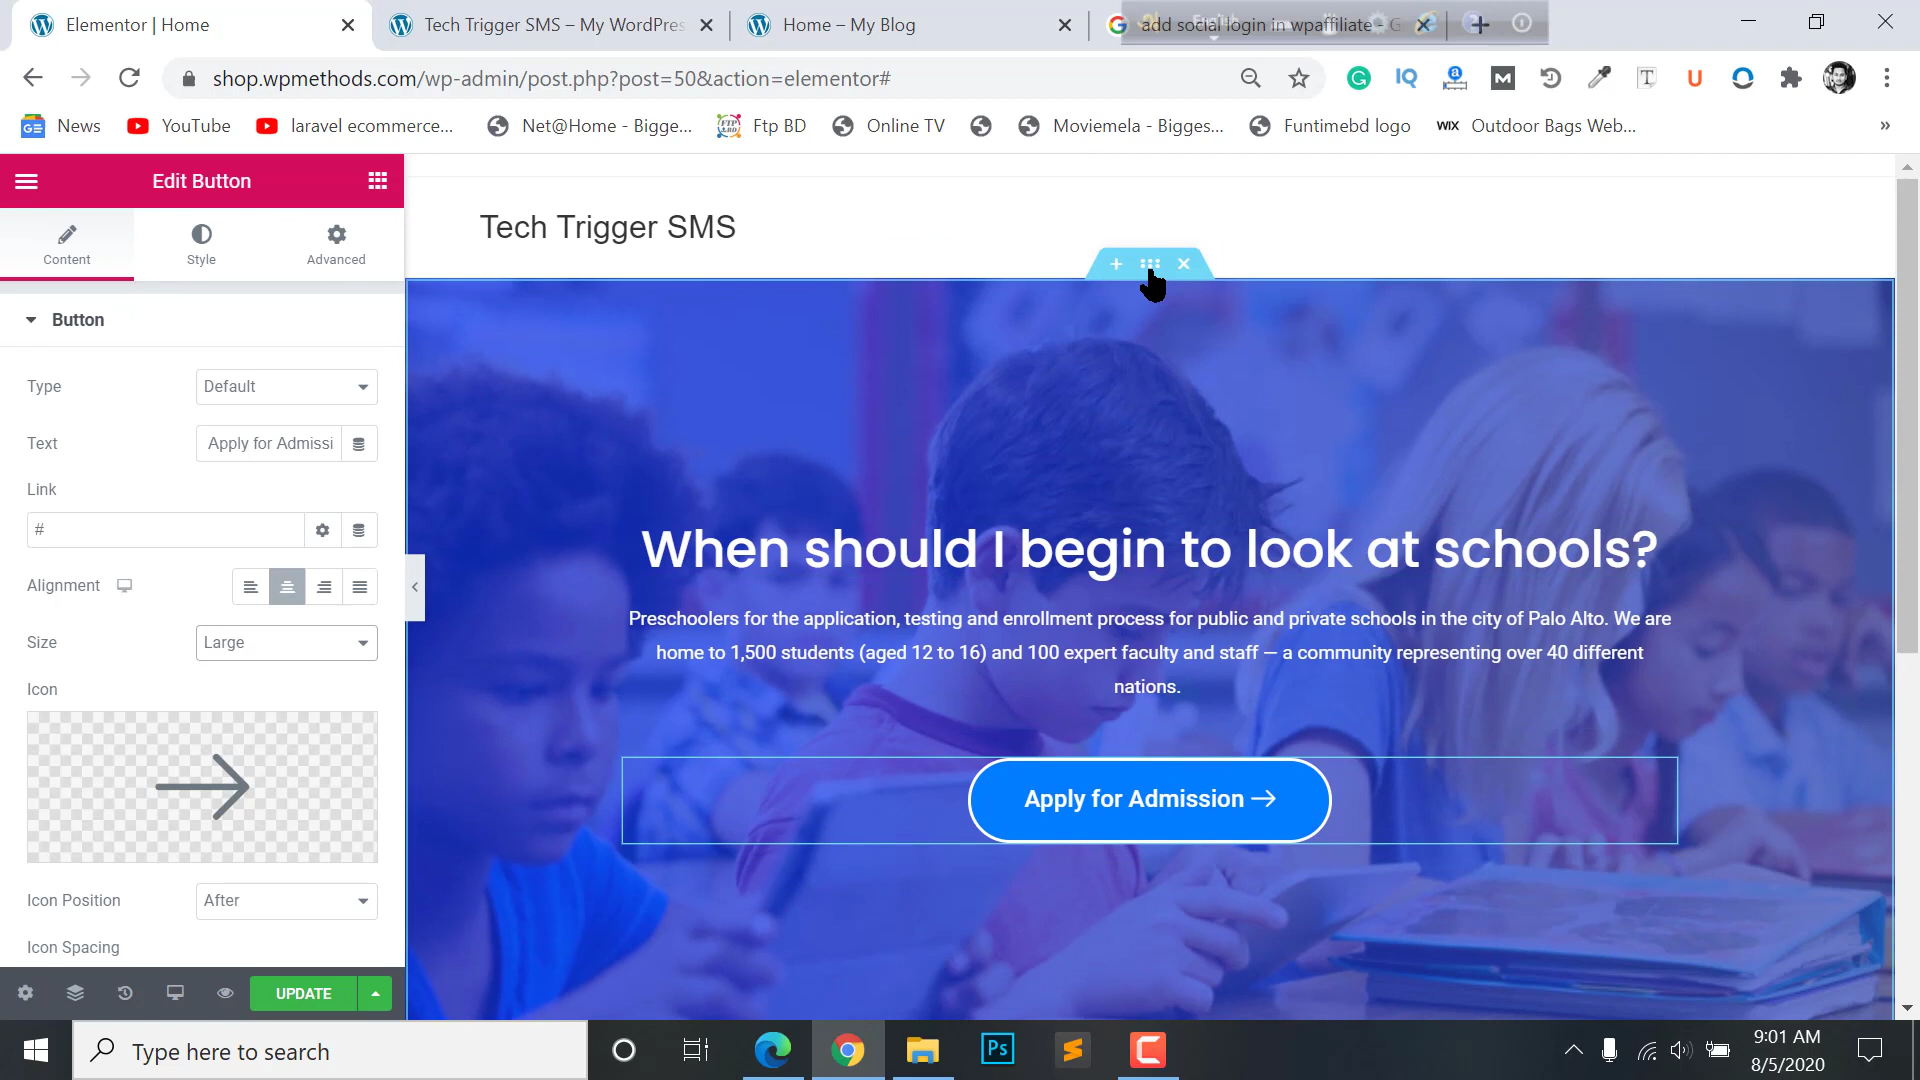 Elementor | Home
Tech Trigger SMS – My WordPres
Home – My Blog
add social login in wpaffiliate - G
shop.wpmethods.com/wp-admin/post.php?post=50&action=elementor#
News
YouTube
laravel ecommerce...
Net@Home - Bigge...
Ftp BD
Online TV
Moviemela - Bigges...
Funtimebd logo
WIX
Outdoor Bags Web...
»
Edit Button
Content
Style
Advanced
Tech Trigger SMS
Button
Type
Default
Text
Apply for Admissi
Link
#
Alignment
Size
Large
Icon
Icon Position
After
Icon Spacing
UPDATE
When should I begin to look at schools?
Preschoolers for the application, testing and enrollment process for public and private schools in the city of Palo Alto. We are
home to 1,500 students (aged 12 to 16) and 100 expert faculty and staff — a community representing over 40 different
nations.
Apply for Admission
Type here to search
Ps
9:01 AM
8/5/2020